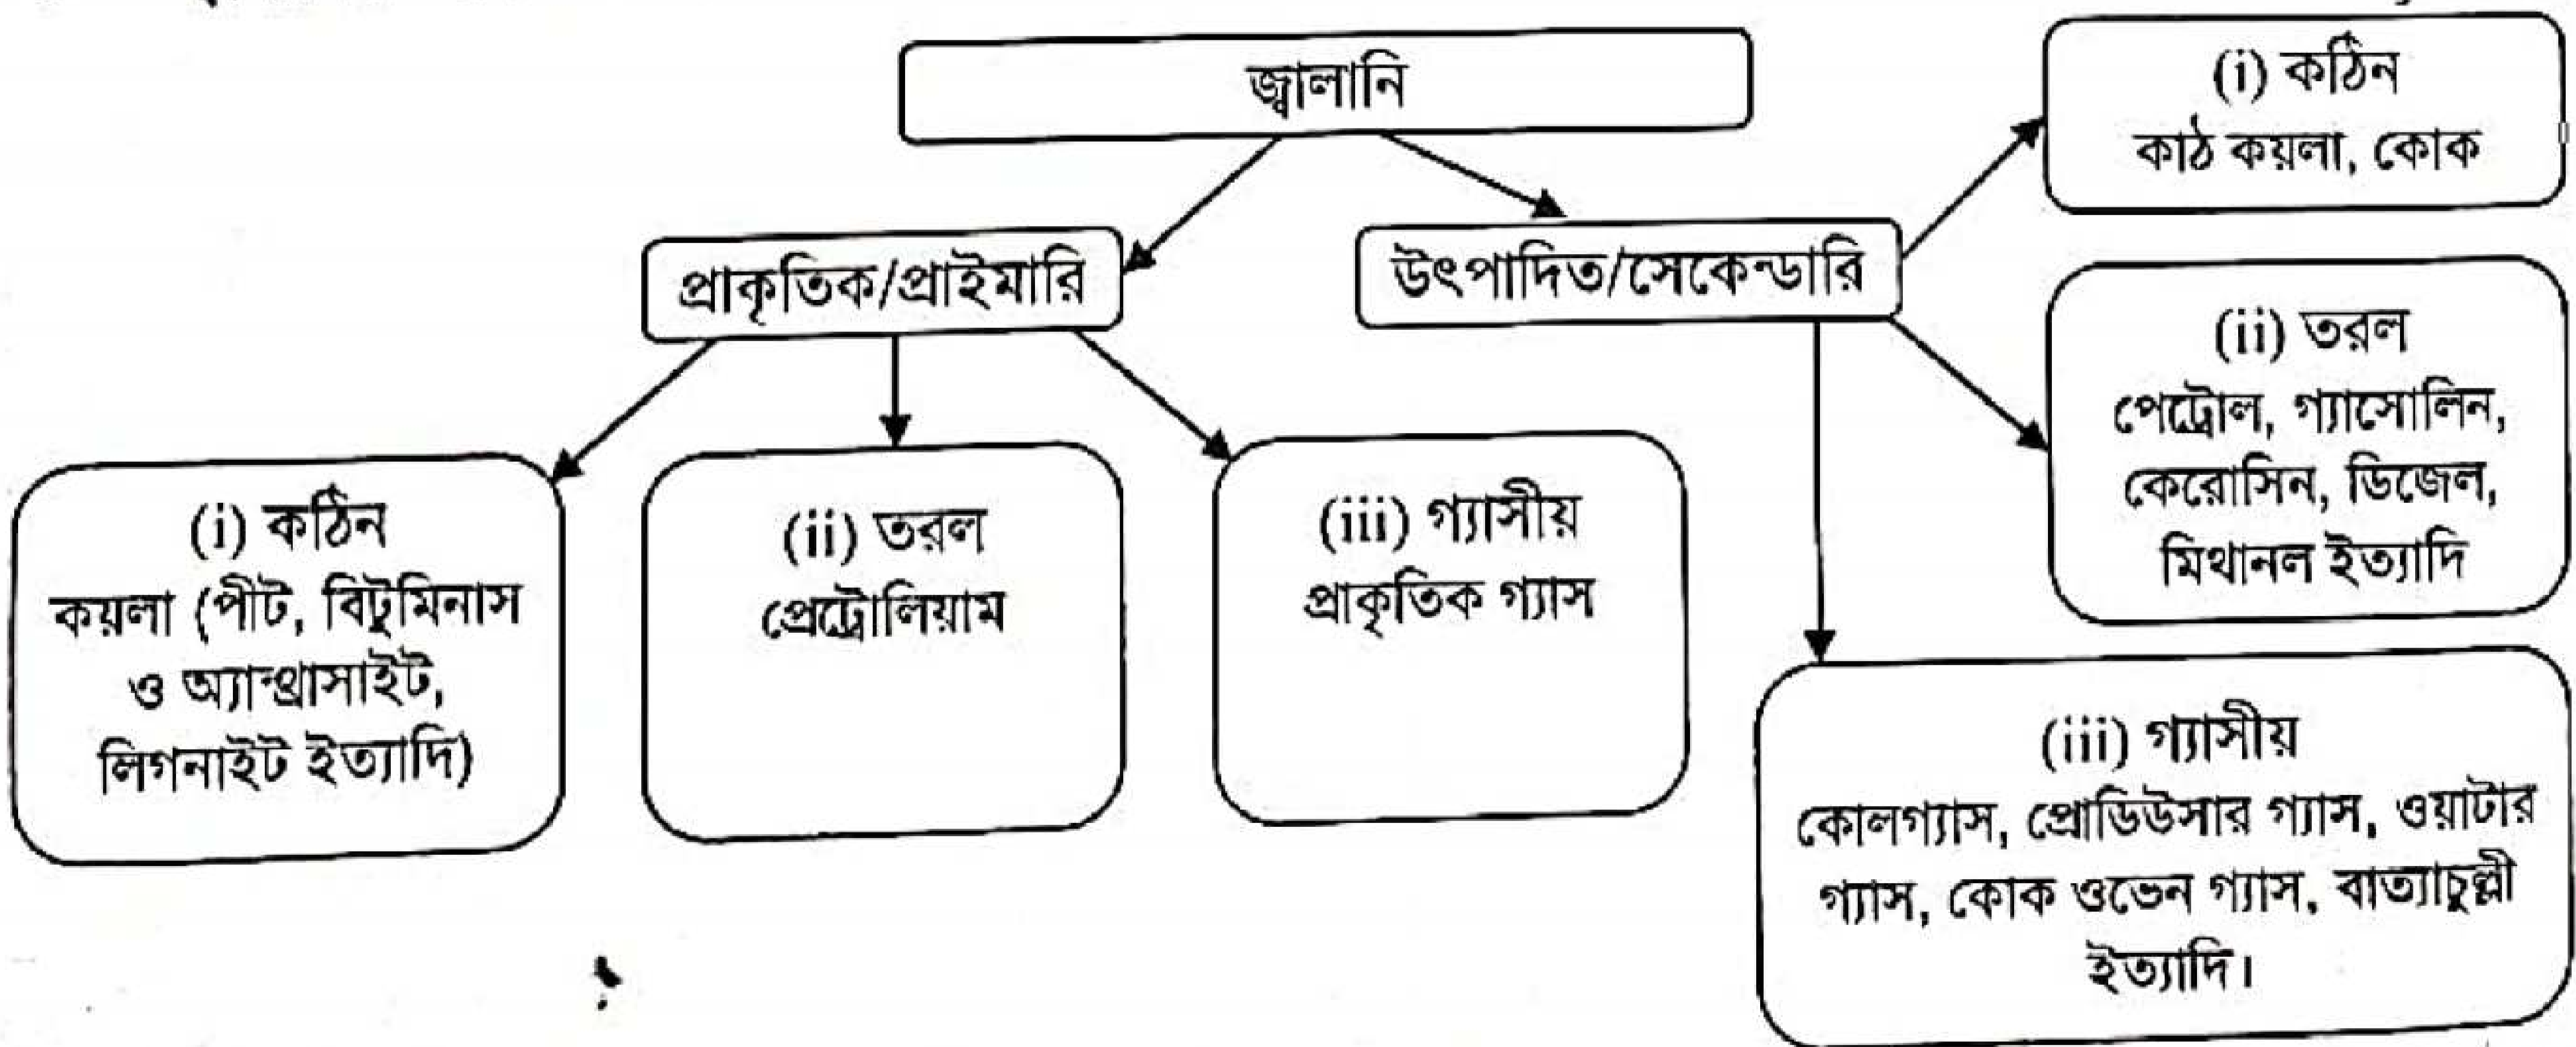 জ্বালানি
প্রাকৃতিক/প্রাইমারি
উৎপাদিত/সেকেন্ডারি
(i) কঠিন
কাঠ কয়লা, কোক
(ii) তরল
পেট্রোল, গ্যাসোলিন,
কেরোসিন, ডিজেল,
মিথানল ইত্যাদি
(i) কঠিন
কয়লা (পীট, বিটুমিনাস
ও অ্যান্থ্রাসাইট,
লিগনাইট ইত্যাদি)
(ii) তরল
প্রেট্রোলিয়াম
(iii) গ্যাসীয়
প্রাকৃতিক গ্যাস
(iii) গ্যাসীয়
কোলগ্যাস, প্রোডিউসার গ্যাস, ওয়াটার
গ্যাস, কোক ওভেন গ্যাস, বাত্যাচুল্লী
ইত্যাদি।